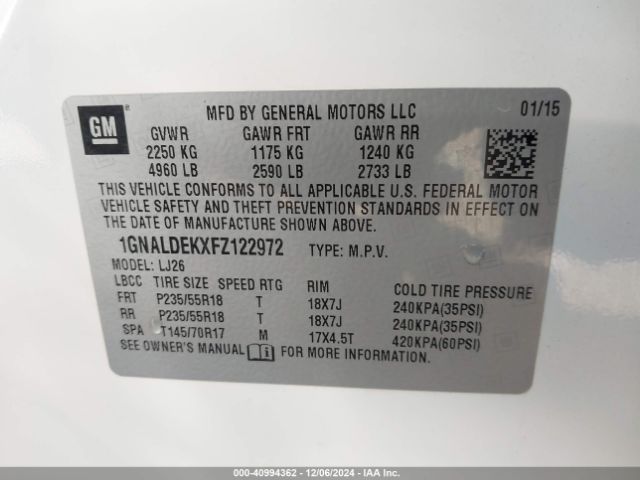 GM
MFD BY GENERAL MOTORS LLC 01/15
GVWR GAWR FRT GAWR RR
2250 KG 1175 KG 1240 KG
4960 LB 2590 LB 2733 LB
THIS VEHICLE CONFORMS TO ALL APPLICABLE U.S. FEDERAL MOTOR
VEHICLE SAFETY AND THEFT PREVENTION STANDARDS IN EFFECT ON
THE DATE OF MANUFACTURE SHOWN ABOVE.
1GNALDEKXFZ122972 TYPE: M.P.V.
MODEL: LJ26
LBCC TIRE SIZE SPEED RTG RIM COLD TIRE PRESSURE
FRT P235/55R18 T 18X7J 240KPA(35PSI)
RR P235/55R18 T 18X7J 240KPA(35PSI)
SPA T145/70R17 M 17X4.5T 420KPA(60PSI)
SEE OWNER'S MANUAL FOR MORE INFORMATION.
000-40994362 - 12/06/2024 - IAA Inc.